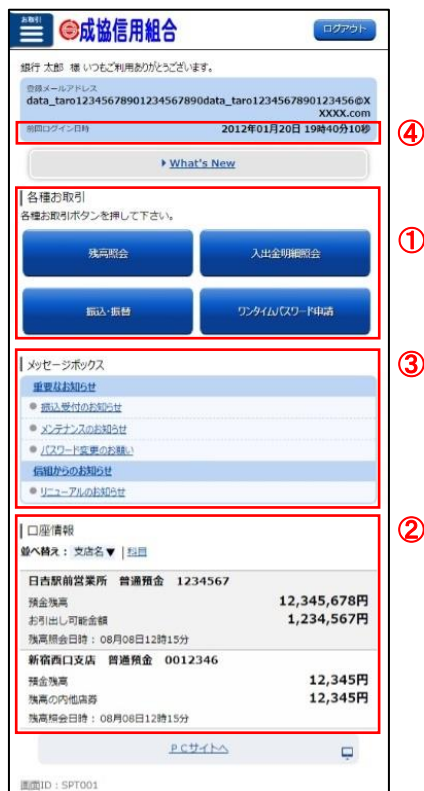 お取引
成協信用組合
ログアウト
銀行 太郎 様 いつもご利用ありがとうございます。
登録メールアドレス
data_taro12345678901234567890data_taro1234567890123456@X
XXXX.com
前回ログイン日時 2012年01月20日 19時40分10秒
④
What's New
各種お取引
各種お取引ボタンを押して下さい。
①
残高照会 入出金明細照会
振込・振替 ワンタイムパスワード申請
メッセージボックス
③
重要なお知らせ
振込受付のお知らせ
メンテナンスのお知らせ
パスワード変更のお願い
信組からのお知らせ
リニューアルのお知らせ
口座情報
②
並べ替え： 支店名▼ | 科目
日吉駅前営業所 普通預金 1234567
預金残高 12,345,678円
お引出し可能金額 1,234,567円
残高照会日時：08月08日12時15分
新宿西口支店 普通預金 0012346
預金残高 12,345円
残高の内他店券 12,345円
残高照会日時：08月08日12時15分
ＰＣサイトへ
画面ID：SPT001